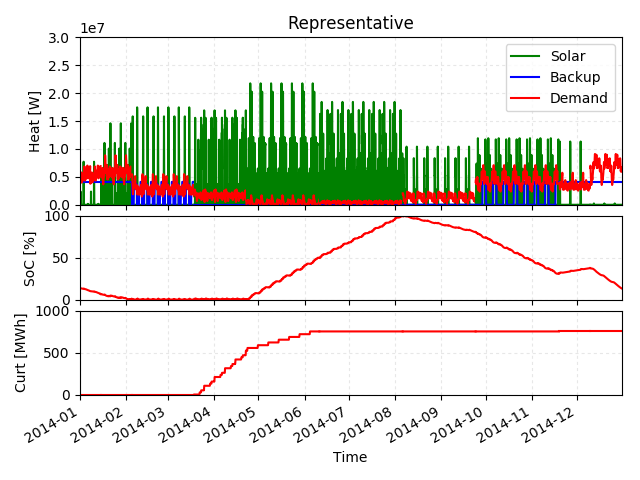 Representative
1e7
Heat [W]
3.0
2.5
2.0
1.5
1.0
0.5
0.0
Solar
Backup
Demand
SoC [%]
100
50
0
Curt [MWh]
1000
500
0
2014-01
2014-02
2014-03
2014-04
2014-05
2014-06
2014-07
2014-08
2014-09
2014-10
2014-11
2014-12
Time